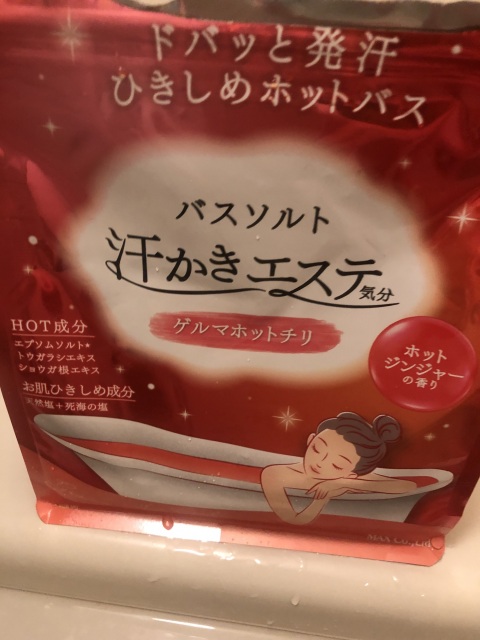 ドバッと発汗
ひきしめホットバス
バスソルト
汗かきエステ気分
ゲルマホットチリ
ホット
ジンジャー
の香り
HOT成分
エプソムソルト*
トウガラシエキス
ショウガ根エキス
お肌ひきしめ成分
天然塩+死海の塩
MAX Co., Ltd.